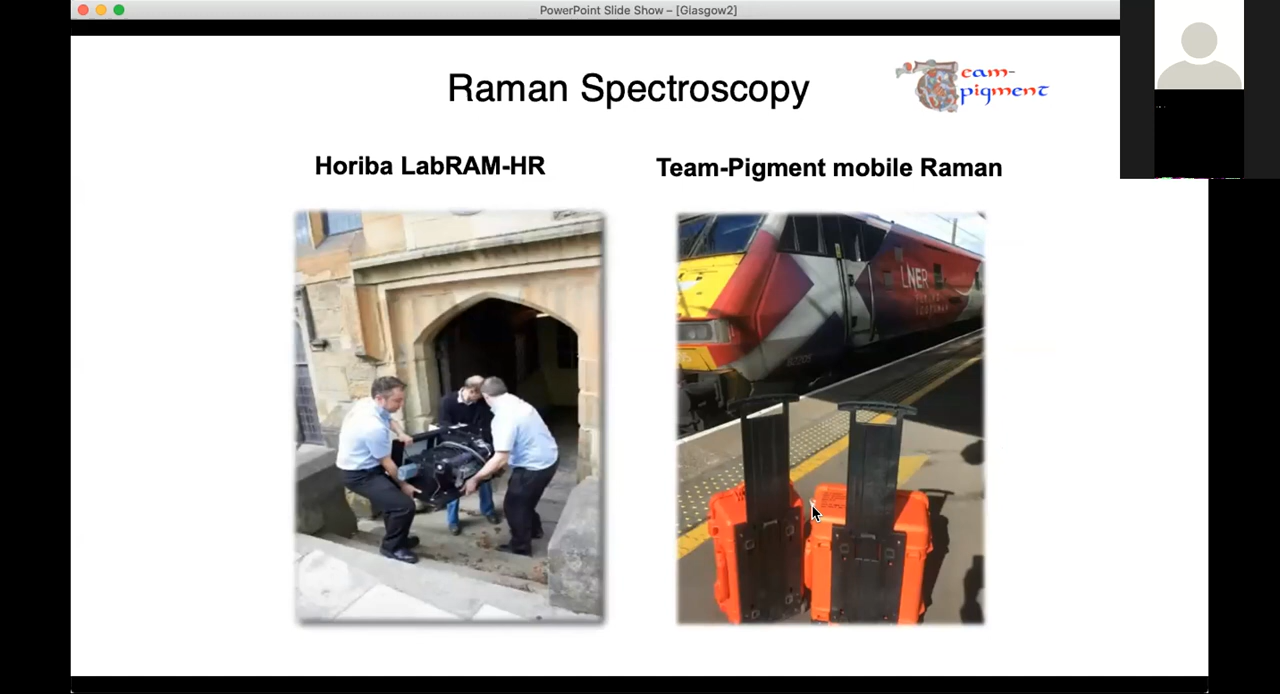 PowerPoint Slide Show – [Glasgow2]
Raman Spectroscopy
Team-
pigment
Horiba LabRAM-HR
Team-Pigment mobile Raman
LNER